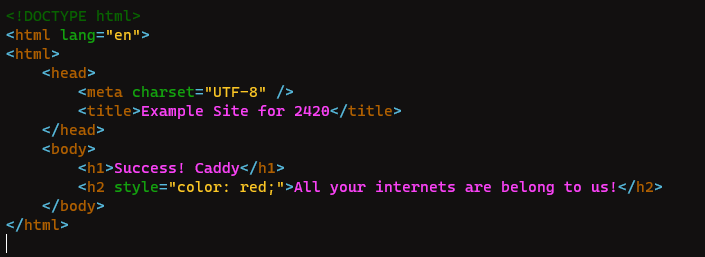 <!DOCTYPE html>
<html lang="en">
<html>
    <head>
        <meta charset="UTF-8" />
        <title>Example Site for 2420</title>
    </head>
    <body>
        <h1>Success! Caddy</h1>
        <h2 style="color: red;">All your internets are belong to us!</h2>
    </body>
</html>